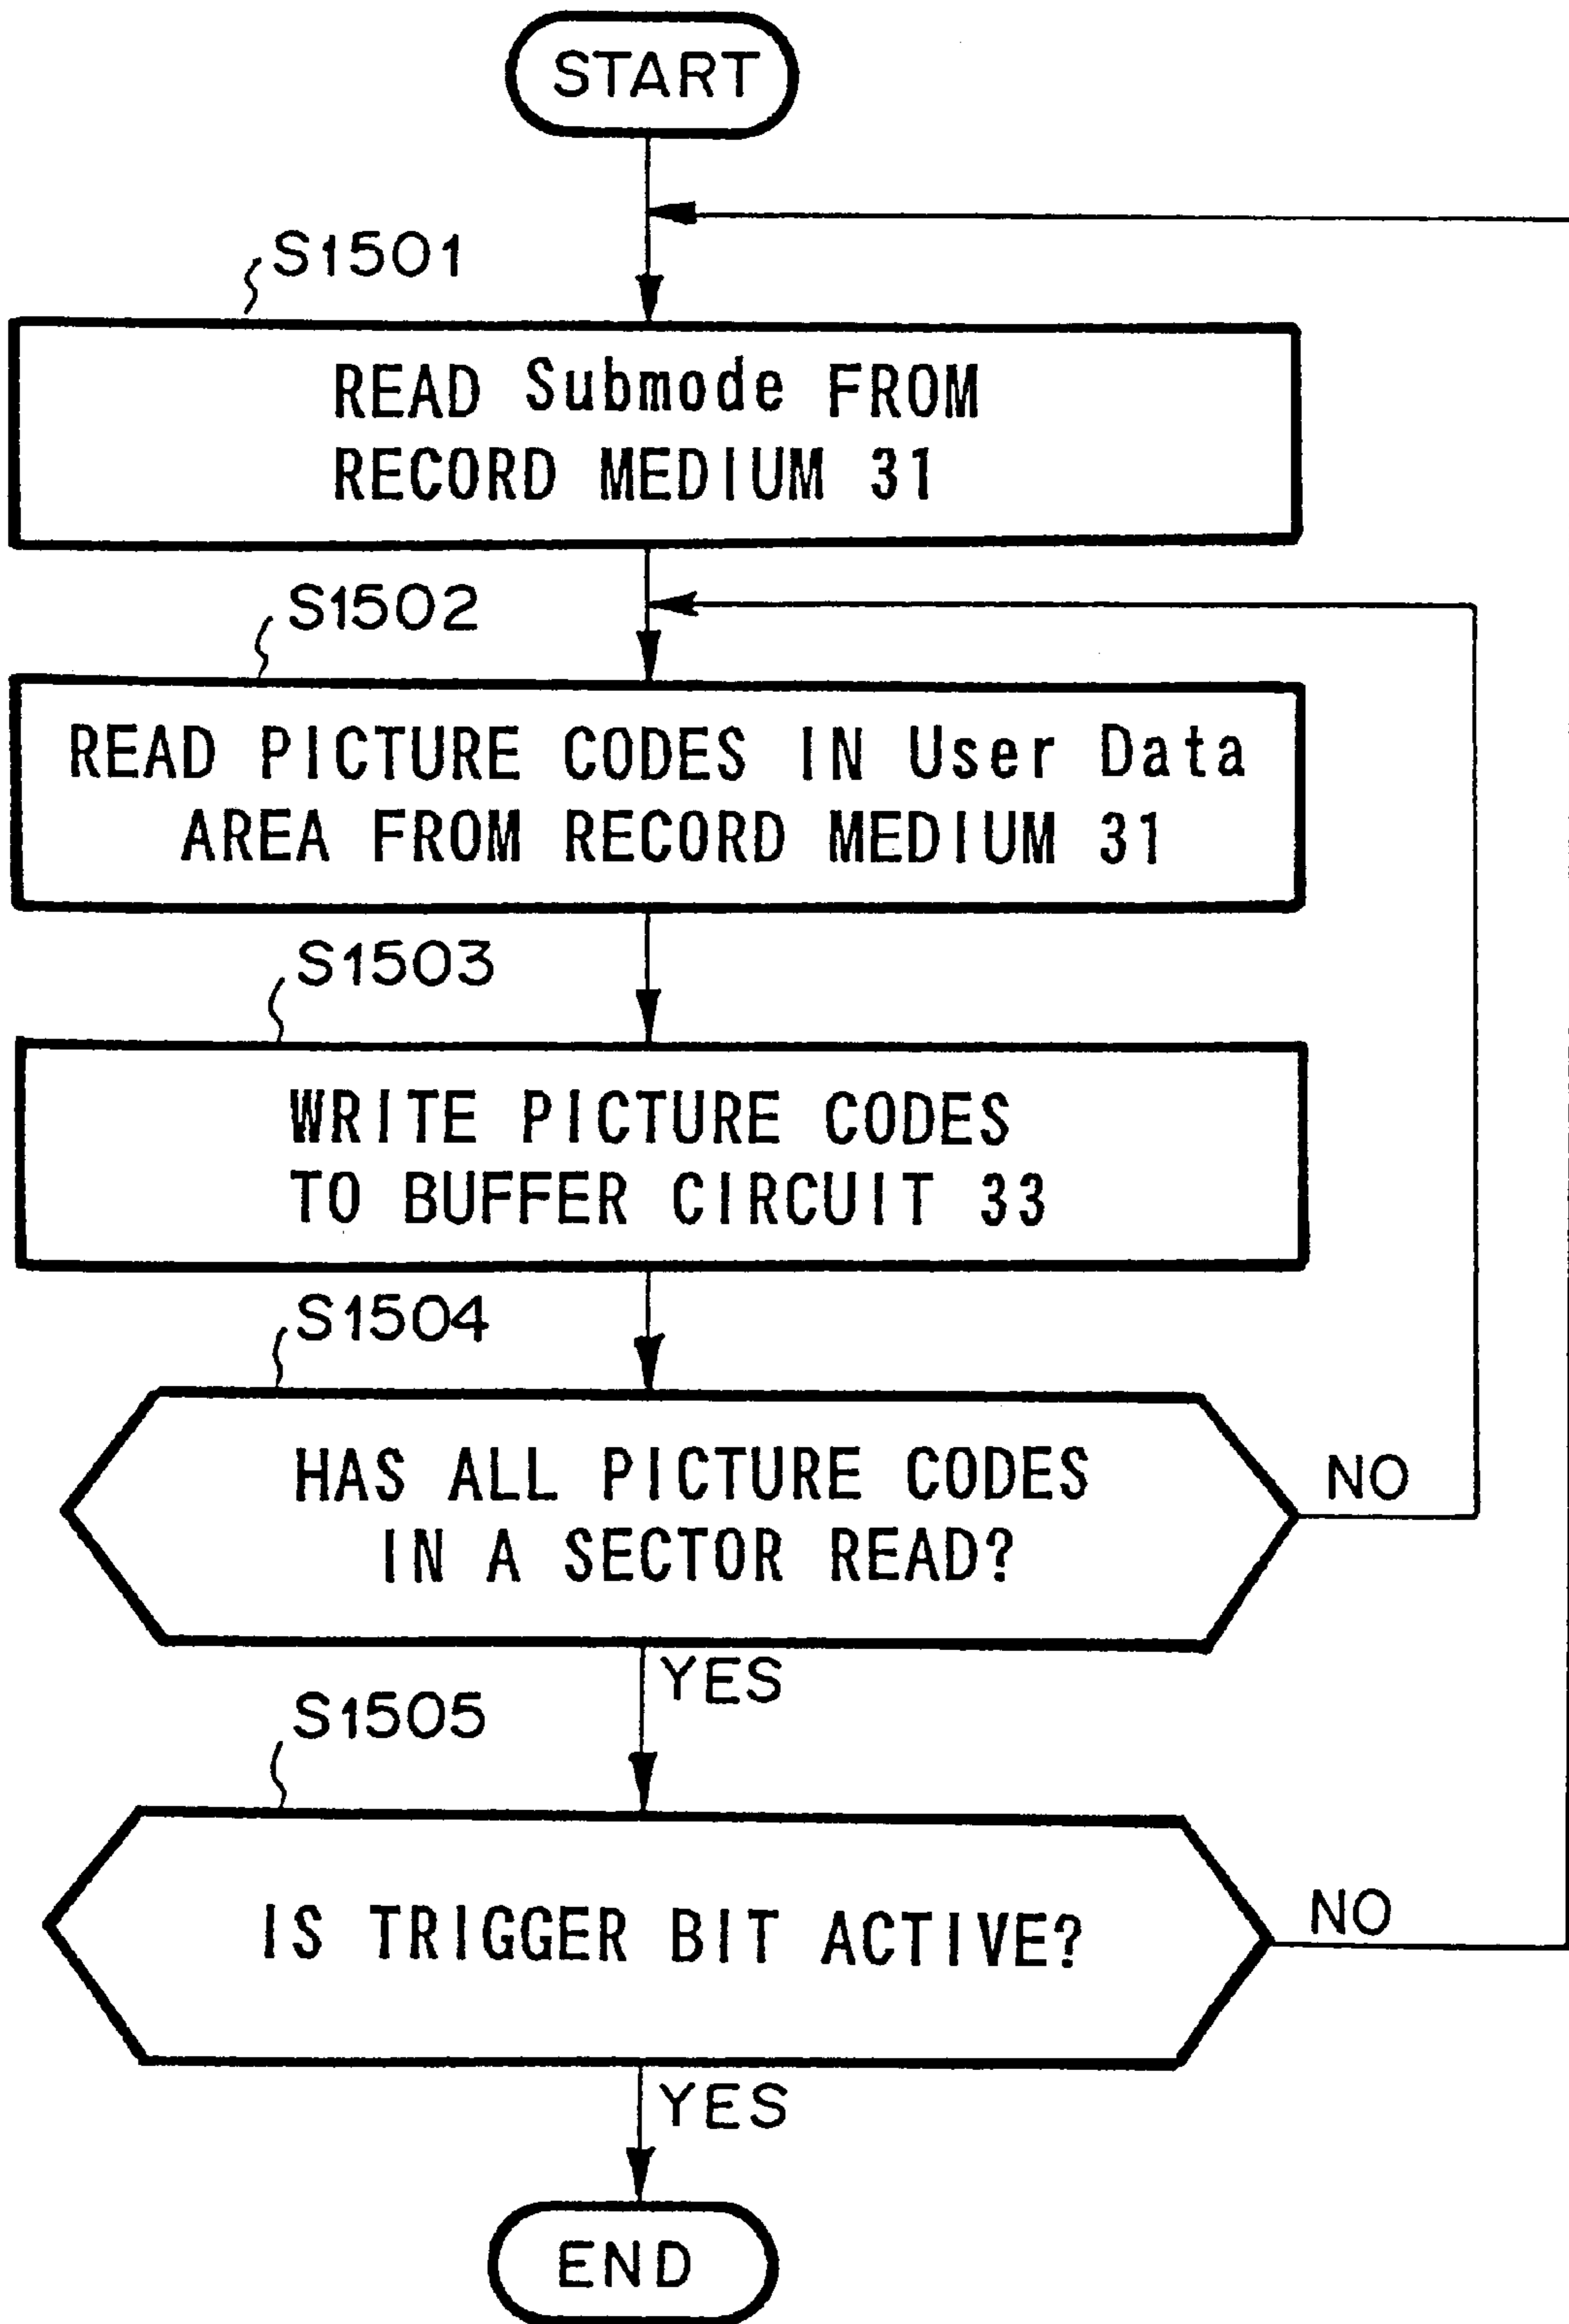 START
S1501
READ Submode FROM
RECORD MEDIUM 31
S1502
READ PICTURE CODES IN User Data
AREA FROM RECORD MEDIUM 31
S1503
WRITE PICTURE CODES
TO BUFFER CIRCUIT 33
S1504
HAS ALL PICTURE CODES
IN A SECTOR READ?
NO
YES
S1505
IS TRIGGER BIT ACTIVE?
NO
YES
END